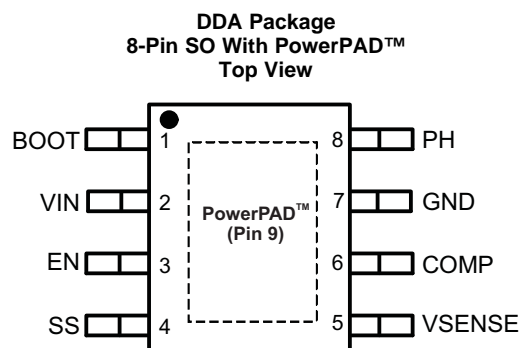 DDA Package
8-Pin SO With PowerPAD™
Top View
BOOT 1 8 PH
VIN 2 7 GND
PowerPAD™
(Pin 9)
EN 3 6 COMP
SS 4 5 VSENSE